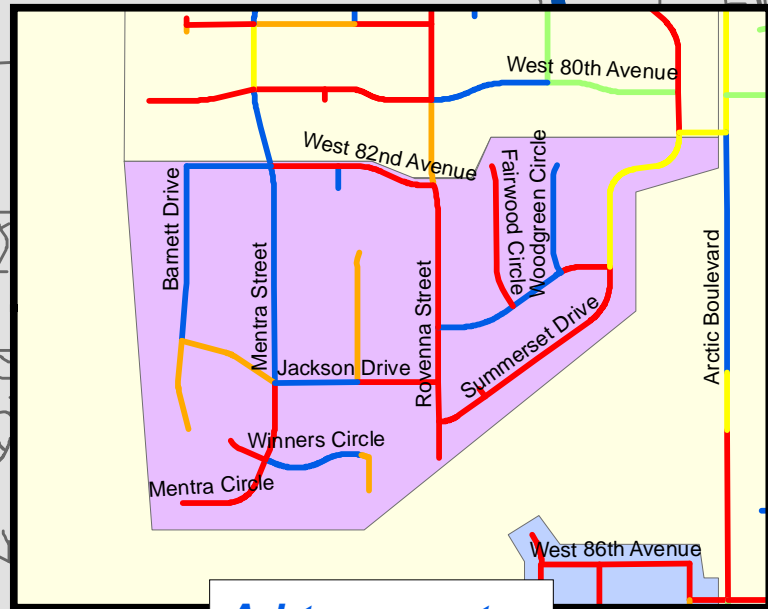 West 80th Avenue
West 82nd Avenue
Fairwood Circle
Woodgreen Circle
Barnett Drive
Mentra Street
Rovenna Street
Arctic Boulevard
Jackson Drive
Summerset Drive
Winners Circle
Mentra Circle
West 86th Avenue